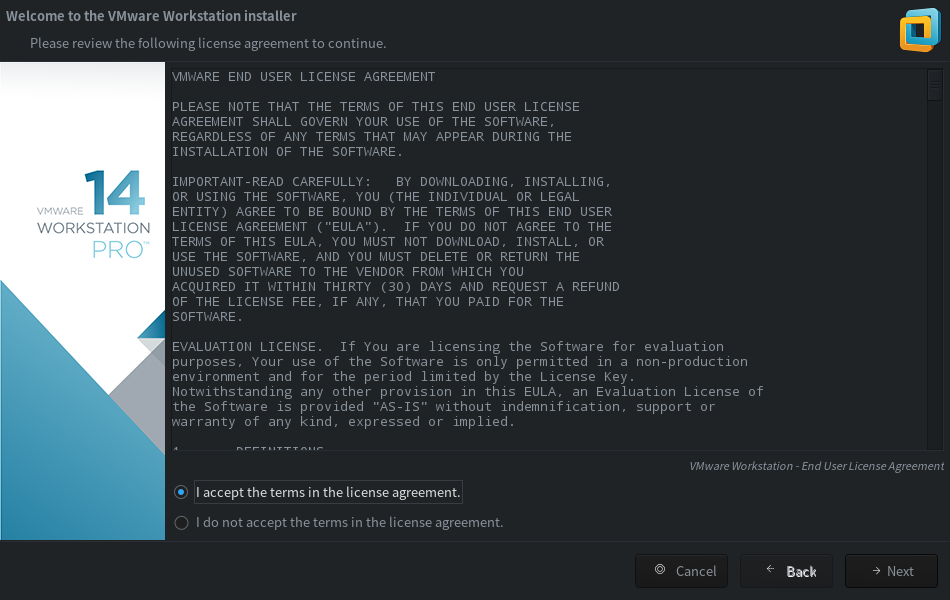 Welcome to the VMware Workstation installer
Please review the following license agreement to continue.
14
VMWARE
WORKSTATION
PRO™
VMWARE END USER LICENSE AGREEMENT
PLEASE NOTE THAT THE TERMS OF THIS END USER LICENSE
AGREEMENT SHALL GOVERN YOUR USE OF THE SOFTWARE,
REGARDLESS OF ANY TERMS THAT MAY APPEAR DURING THE
INSTALLATION OF THE SOFTWARE.
IMPORTANT-READ CAREFULLY:   BY DOWNLOADING, INSTALLING,
OR USING THE SOFTWARE, YOU (THE INDIVIDUAL OR LEGAL
ENTITY) AGREE TO BE BOUND BY THE TERMS OF THIS END USER
LICENSE AGREEMENT ("EULA").  IF YOU DO NOT AGREE TO THE
TERMS OF THIS EULA, YOU MUST NOT DOWNLOAD, INSTALL, OR
USE THE SOFTWARE, AND YOU MUST DELETE OR RETURN THE
UNUSED SOFTWARE TO THE VENDOR FROM WHICH YOU
ACQUIRED IT WITHIN THIRTY (30) DAYS AND REQUEST A REFUND
OF THE LICENSE FEE, IF ANY, THAT YOU PAID FOR THE
SOFTWARE.
EVALUATION LICENSE.  If You are licensing the Software for evaluation
purposes, Your use of the Software is only permitted in a non-production
environment and for the period limited by the License Key.
Notwithstanding any other provision in this EULA, an Evaluation License of
the Software is provided "AS-IS" without indemnification, support or
warranty of any kind, expressed or implied.
1       DEFINITIONS
VMware Workstation - End User License Agreement
I accept the terms in the license agreement.
I do not accept the terms in the license agreement.
Cancel
Back
Next